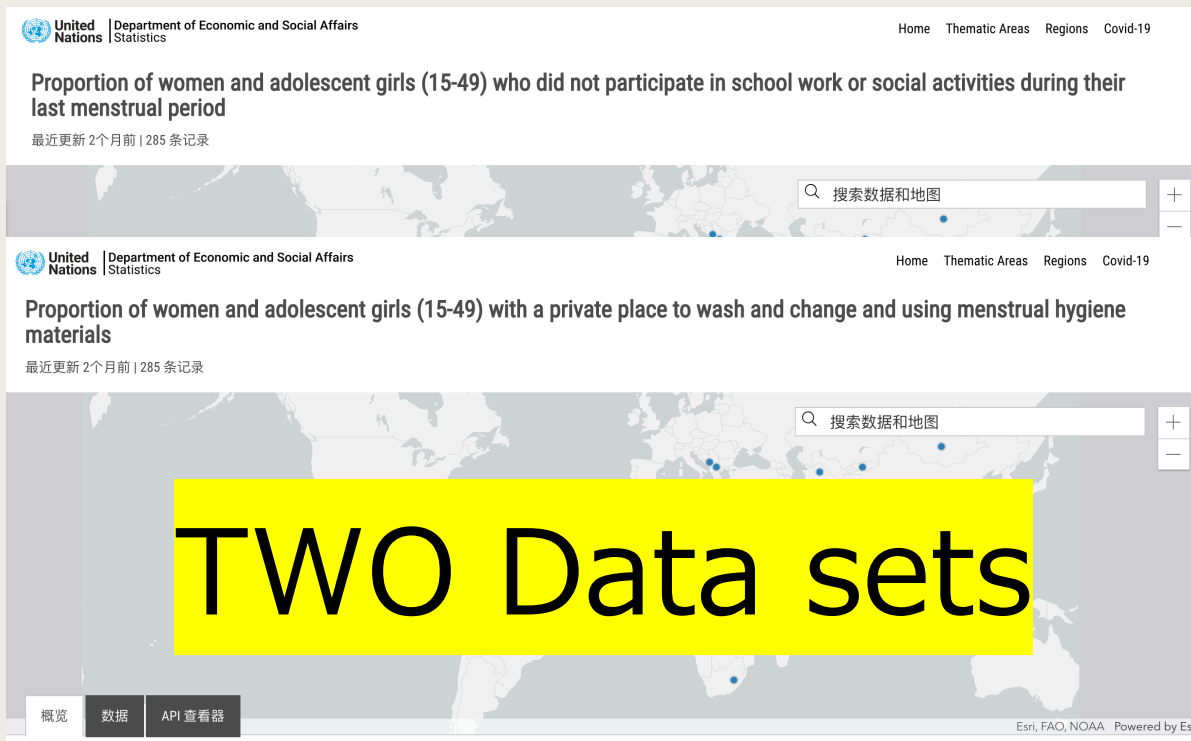 United Nations Department of Economic and Social Affairs Statistics
Home Thematic Areas Regions Covid-19
Proportion of women and adolescent girls (15-49) who did not participate in school work or social activities during their
last menstrual period
最近更新 2个月前 | 285 条记录
搜索数据和地图
United Nations Department of Economic and Social Affairs Statistics
Home Thematic Areas Regions Covid-19
Proportion of women and adolescent girls (15-49) with a private place to wash and change and using menstrual hygiene
materials
最近更新 2个月前 | 285 条记录
搜索数据和地图
TWO Data sets
概览 数据 API 查看器
Esri, FAO, NOAA Powered by Es